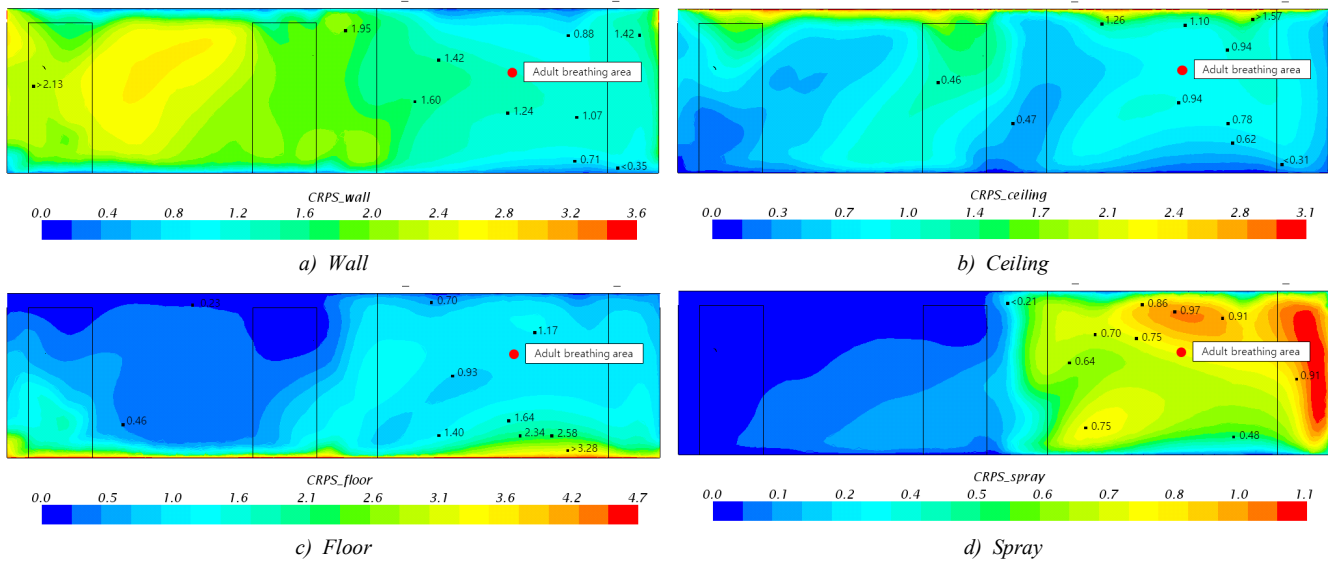 1.95
0.88
1.42
1.42
Adult breathing area
>2.13
1.60
1.24
1.07
0.71
<0.35
CRPS_wall
0.0 0.4 0.8 1.2 1.6 2.0 2.4 2.8 3.2 3.6
a) Wall
1.26
1.10
>1.57
0.94
Adult breathing area
0.46
0.94
0.47
0.78
0.62
<0.31
CRPS_ceiling
0.0 0.3 0.7 1.0 1.4 1.7 2.1 2.4 2.8 3.1
b) Ceiling
0.70
1.17
Adult breathing area
0.93
0.46
1.64
1.40
2.34
2.58
>3.28
CRPS_floor
0.0 0.5 1.0 1.6 2.1 2.6 3.1 3.7 4.2 4.7
c) Floor
<0.21
0.86
0.97
0.91
0.70
0.75
Adult breathing area
0.64
0.91
0.75
0.48
CRPS_spray
0.0 0.1 0.2 0.4 0.5 0.6 0.7 0.8 1.0 1.1
d) Spray